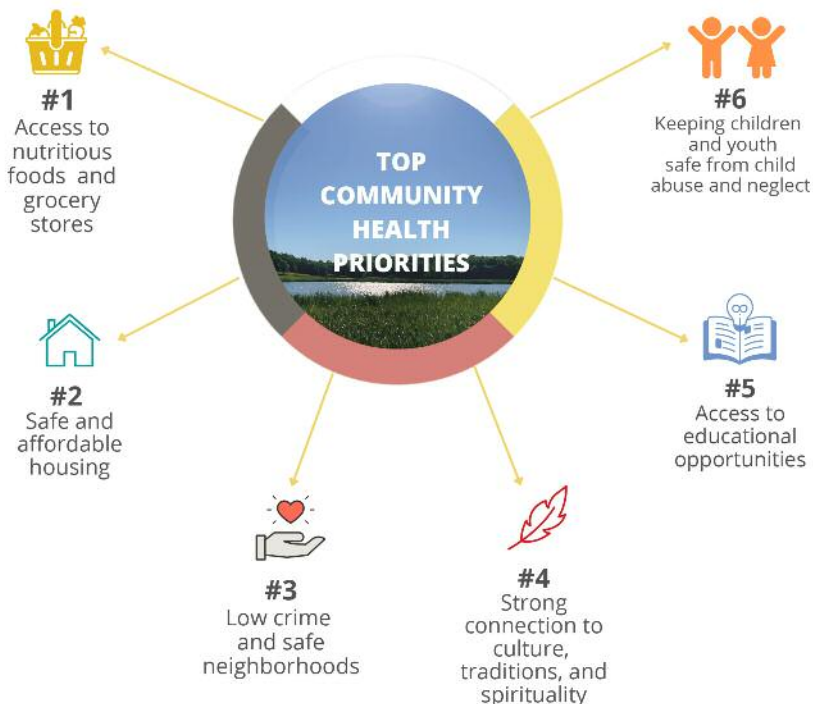 TOP
COMMUNITY
HEALTH
PRIORITIES
#1
Access to
nutritious
foods and
grocery
stores
#2
Safe and
affordable
housing
#3
Low crime
and safe
neighborhoods
#4
Strong
connection to
culture,
traditions, and
spirituality
#5
Access to
educational
opportunities
#6
Keeping children
and youth
safe from child
abuse and neglect